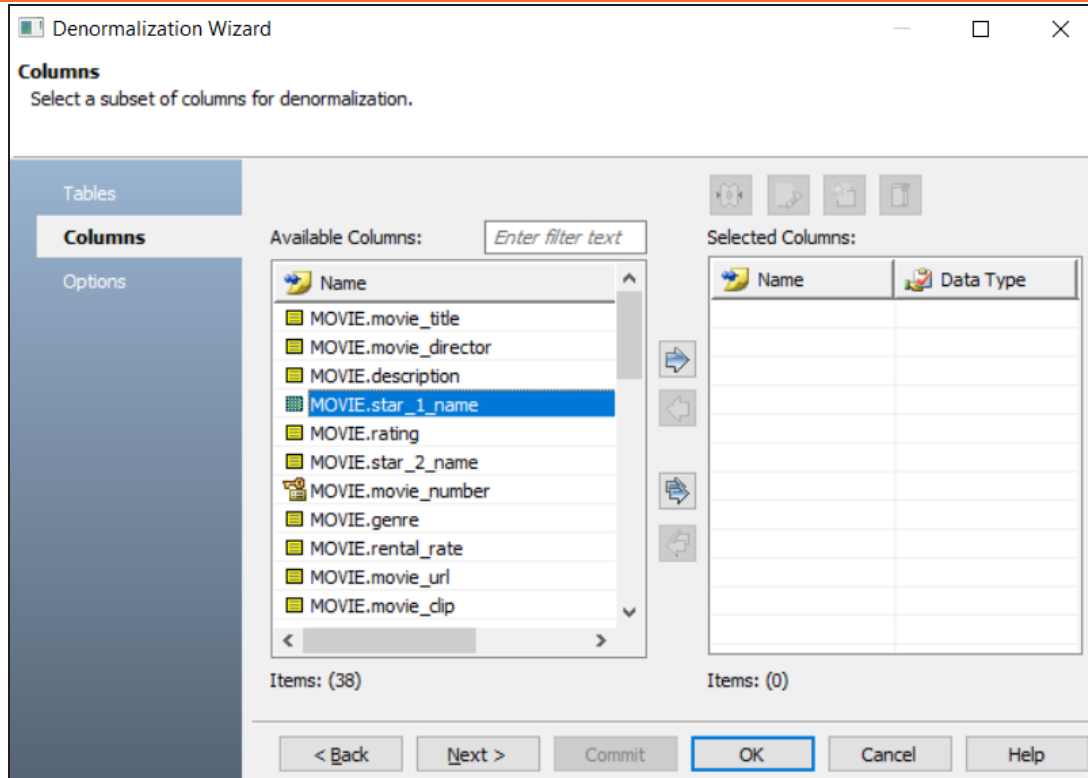 Denormalization Wizard
Columns
Select a subset of columns for denormalization.
Tables
Columns
Options
Available Columns:
Enter filter text
Name
MOVIE.movie_title
MOVIE.movie_director
MOVIE.description
MOVIE.star_1_name
MOVIE.rating
MOVIE.star_2_name
MOVIE.movie_number
MOVIE.genre
MOVIE.rental_rate
MOVIE.movie_url
MOVIE.movie_clip
Items: (38)
Selected Columns:
Name Data Type
Items: (0)
< Back Next > Commit OK Cancel Help